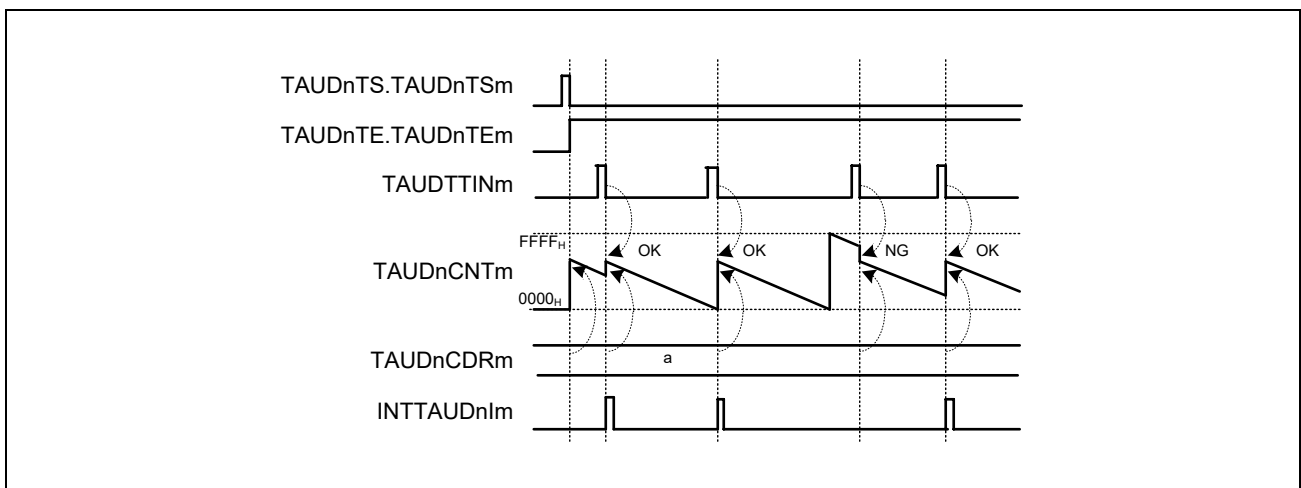 TAUDnTS.TAUDnTSm
TAUDnTE.TAUDnTEm
TAUDTTINm
FFFFH
OK OK NG OK
TAUDnCNTm
0000H
a
TAUDnCDRm
INTTAUDnIm